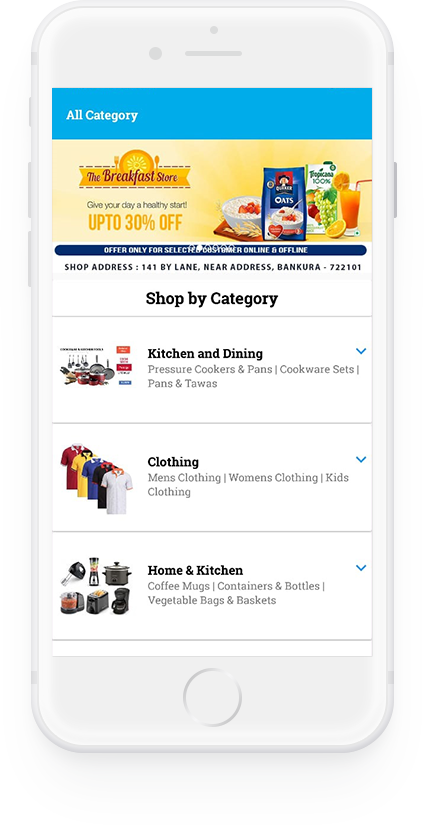 All Category
The Breakfast Store
Give your day a healthy start!
UPTO 30% OFF
QUAKER
OATS
Tropicana
100%
OFFER ONLY FOR SELECTED CUSTOMER ONLINE & OFFLINE
SHOP ADDRESS : 141 BY LANE, NEAR ADDRESS, BANKURA - 722101
Shop by Category
Kitchen and Dining
Pressure Cookers & Pans | Cookware Sets |
Pans & Tawas
Clothing
Mens Clothing | Womens Clothing | Kids
Clothing
Home & Kitchen
Coffee Mugs | Containers & Bottles |
Vegetable Bags & Baskets